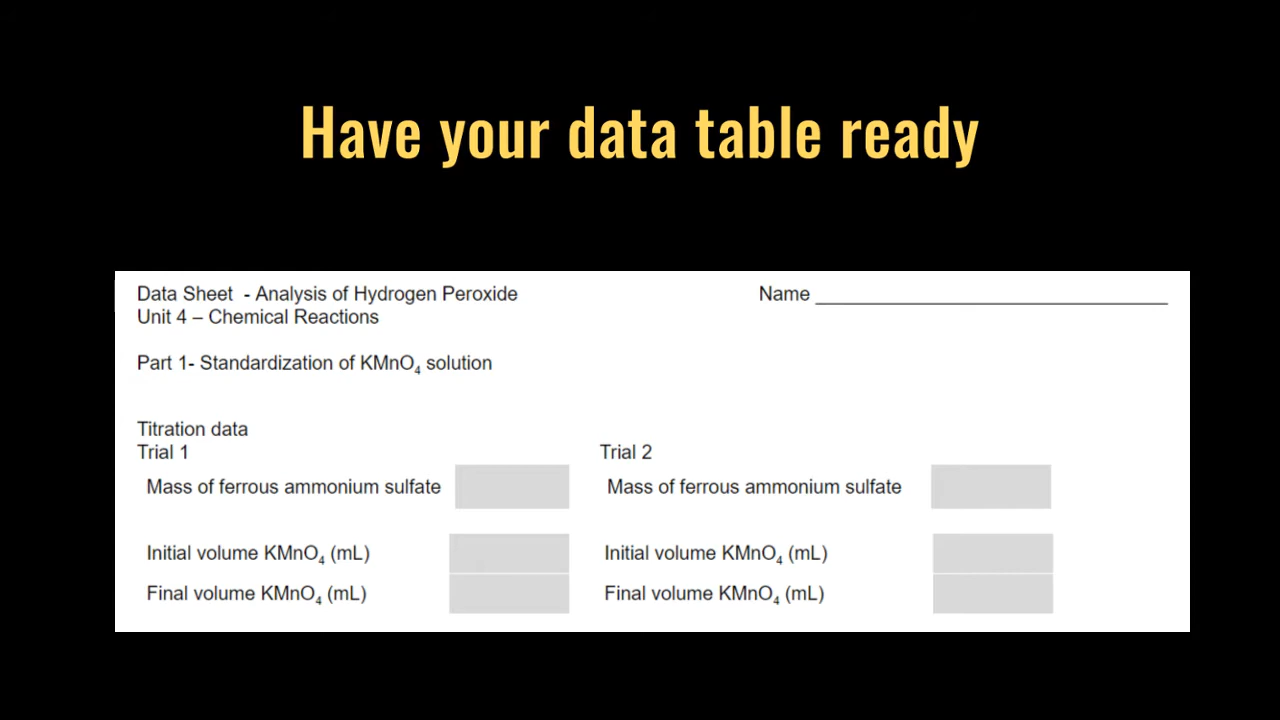 Have your data table ready
Data Sheet - Analysis of Hydrogen Peroxide Name ____________________
Unit 4 – Chemical Reactions
Part 1- Standardization of KMnO₄ solution
Titration data
Trial 1 Trial 2
Mass of ferrous ammonium sulfate Mass of ferrous ammonium sulfate
Initial volume KMnO₄ (mL) Initial volume KMnO₄ (mL)
Final volume KMnO₄ (mL) Final volume KMnO₄ (mL)